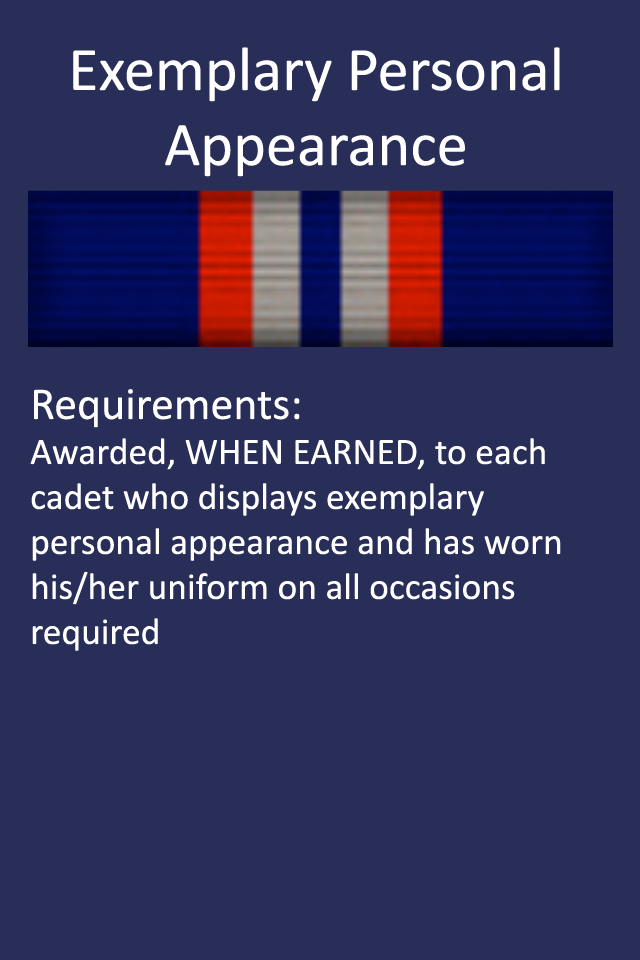 Exemplary Personal
Appearance
Requirements:
Awarded, WHEN EARNED, to each
cadet who displays exemplary
personal appearance and has worn
his/her uniform on all occasions
required